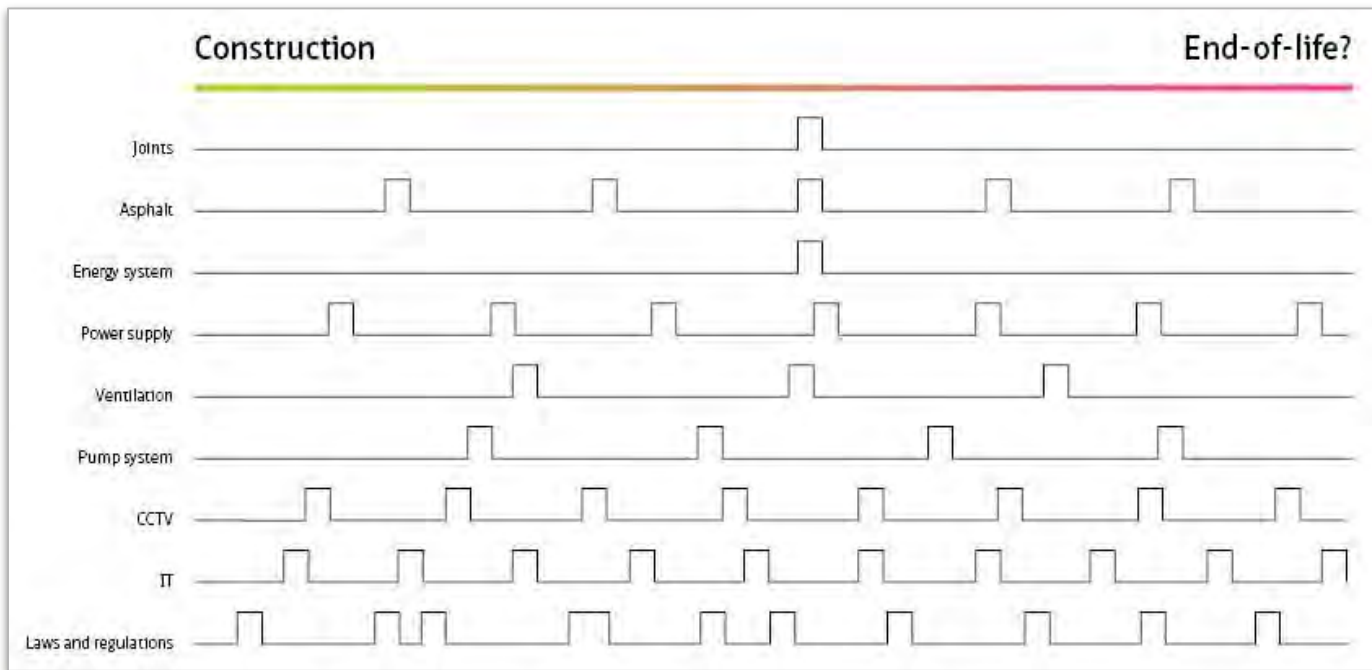 Construction
End-of-life?
Joints
Asphalt
Energy system
Power supply
Ventilation
Pump system
CCTV
IT
Laws and regulations